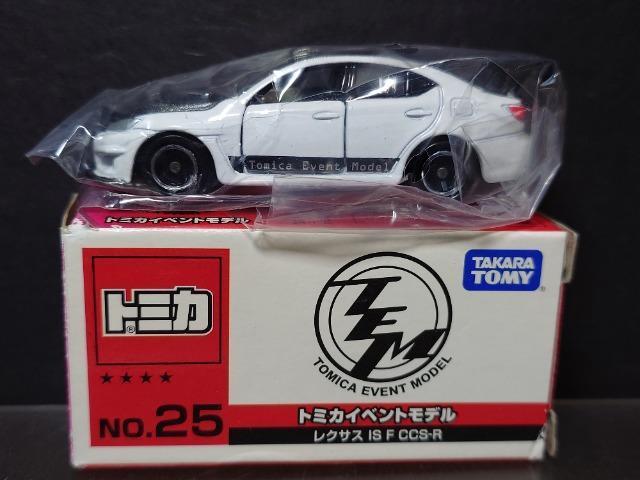 Tomica Event Model
トミカイベントモデル
トミカ
®
★★★★
NO.25
TEM
TOMICA EVENT MODEL
トミカイベントモデル
レクサス IS F CCS-R
TAKARA
TOMY